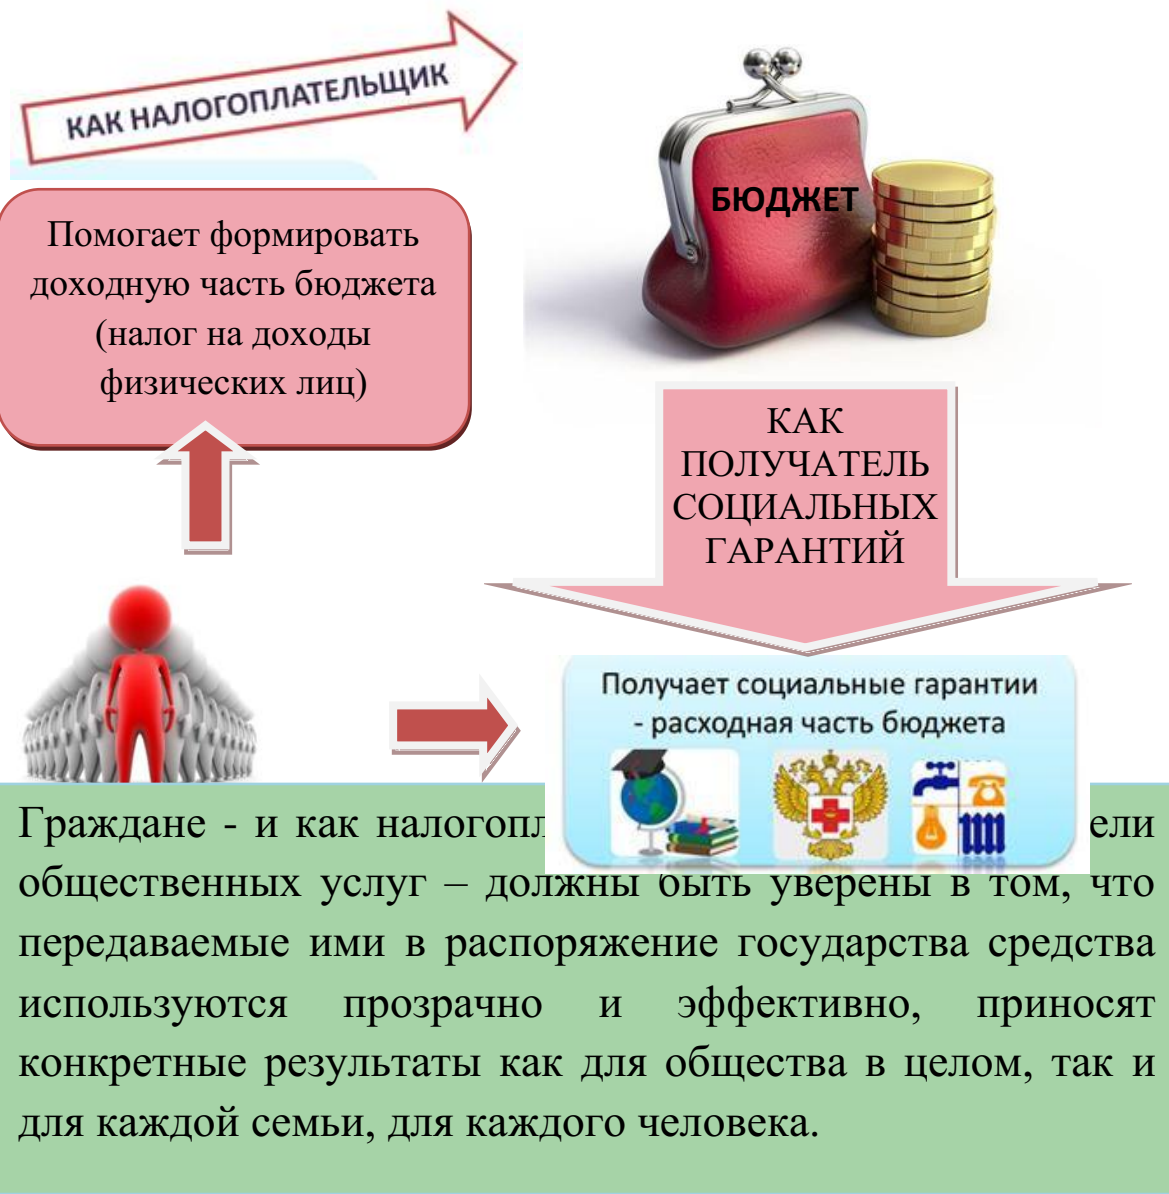 КАК НАЛОГОПЛАТЕЛЬЩИК
БЮДЖЕТ
Помогает формировать
доходную часть бюджета
(налог на доходы
физических лиц)
КАК
ПОЛУЧАТЕЛЬ
СОЦИАЛЬНЫХ
ГАРАНТИЙ
Получает социальные гарантии
- расходная часть бюджета
Граждане - и как
общественных услуг – должны быть уверены в том, что
передаваемые ими в распоряжение государства средства
используются прозрачно и эффективно, приносят
конкретные результаты как для общества в целом, так и
для каждой семьи, для каждого человека.